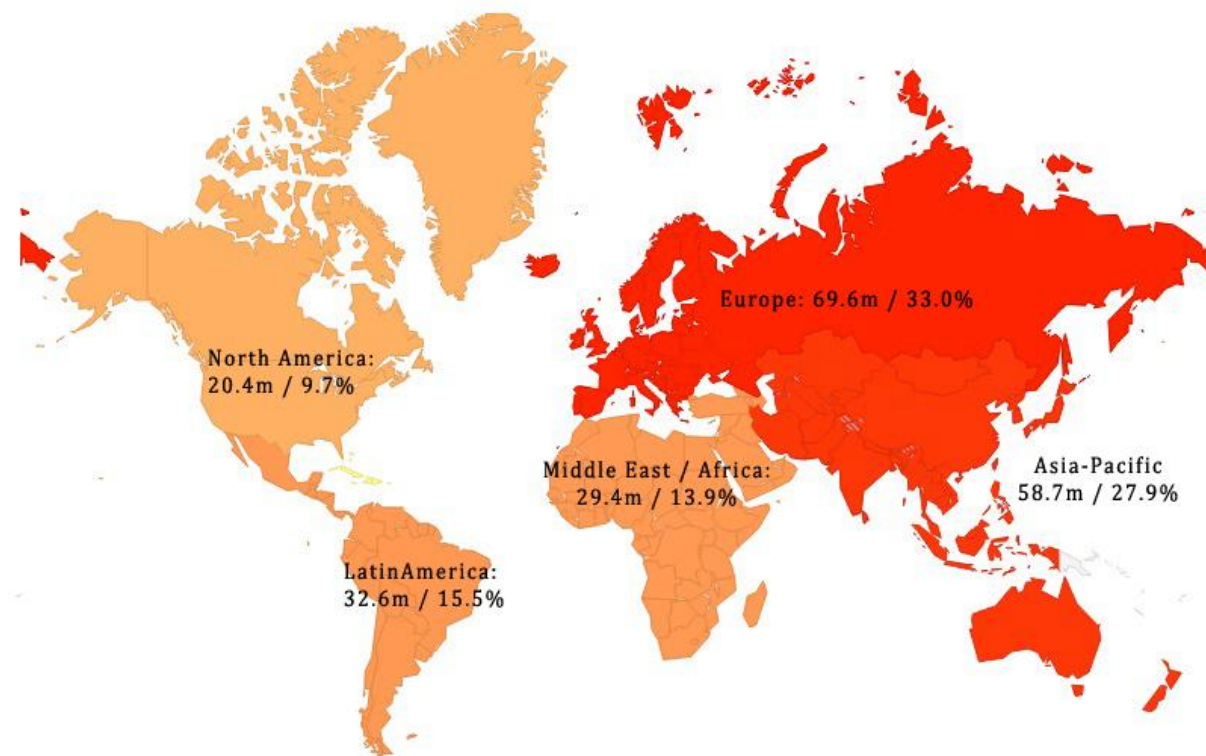 Europe: 69.6m / 33.0%
North America:
20.4m / 9.7%
Middle East / Africa:
29.4m / 13.9%
Asia-Pacific
58.7m / 27.9%
LatinAmerica:
32.6m / 15.5%